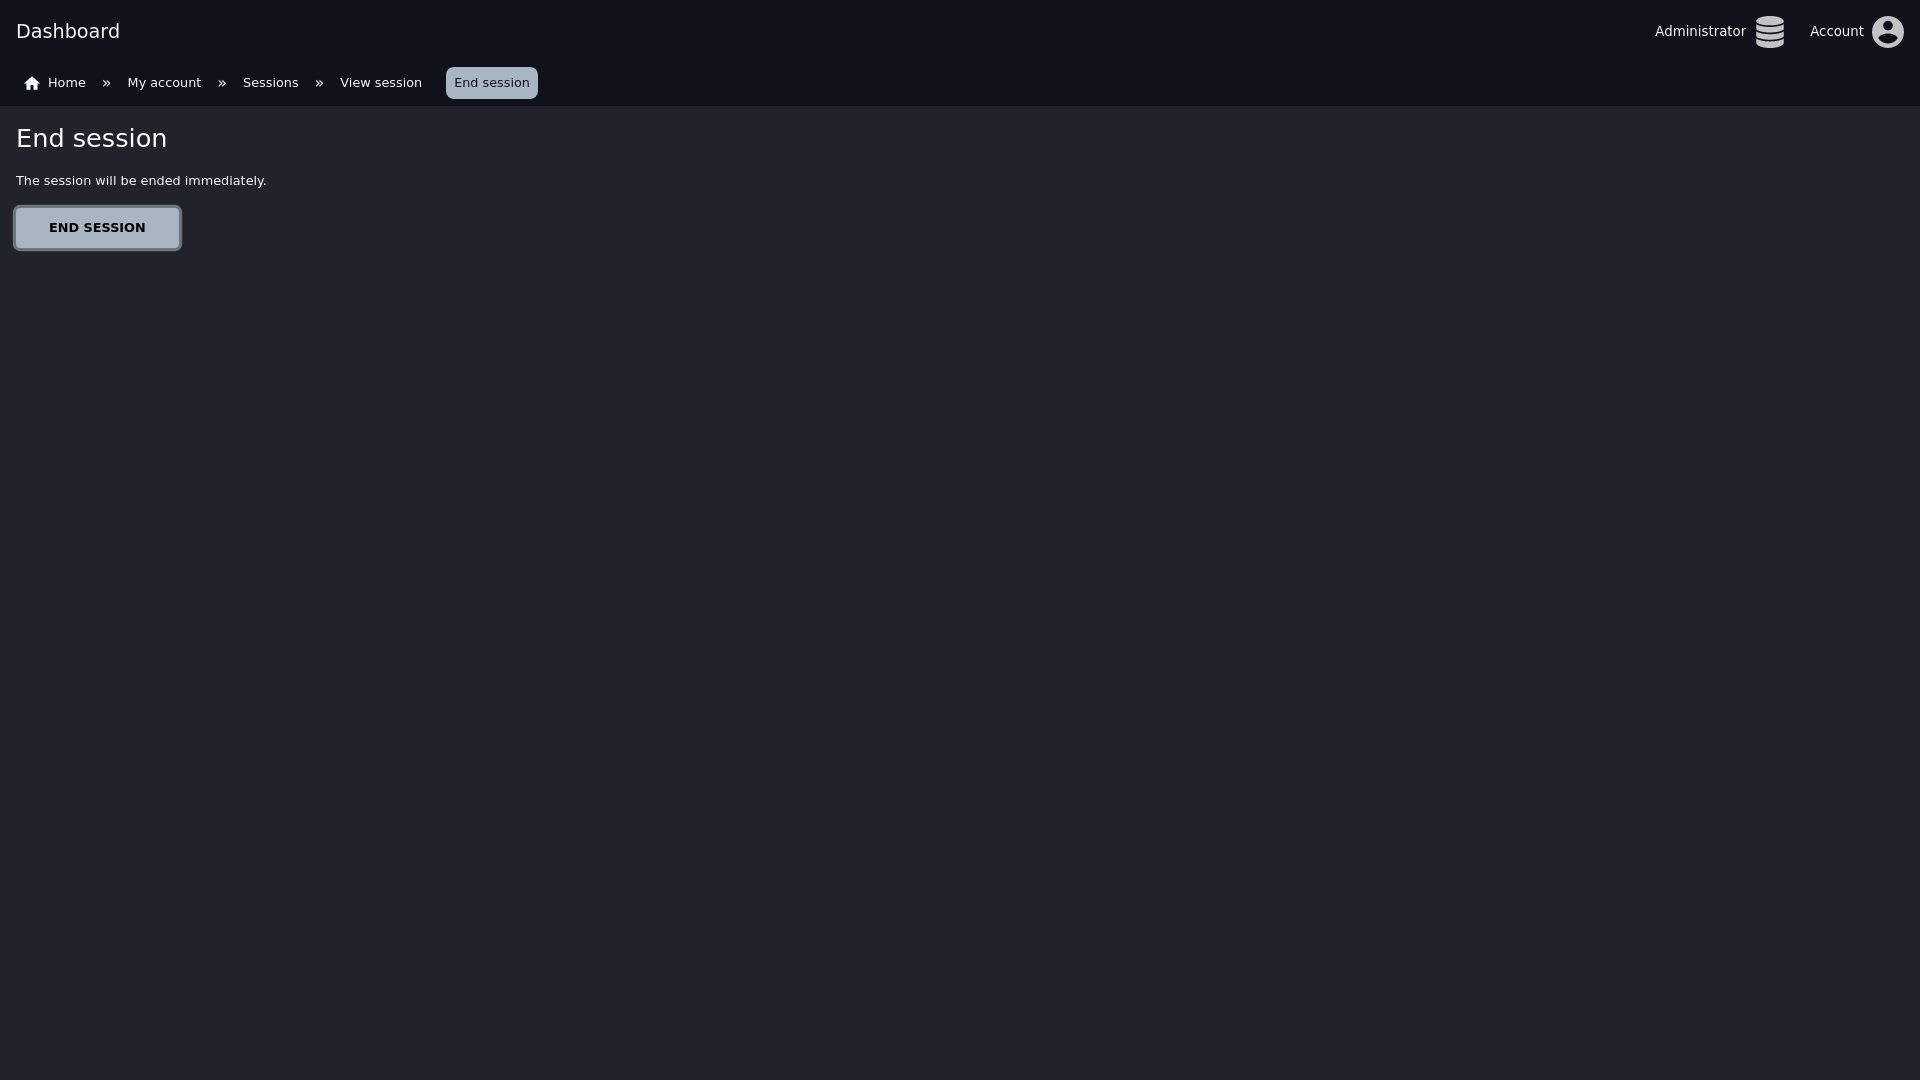 Dashboard
Administrator
Account
Home » My account » Sessions » View session End session
End session
The session will be ended immediately.
END SESSION